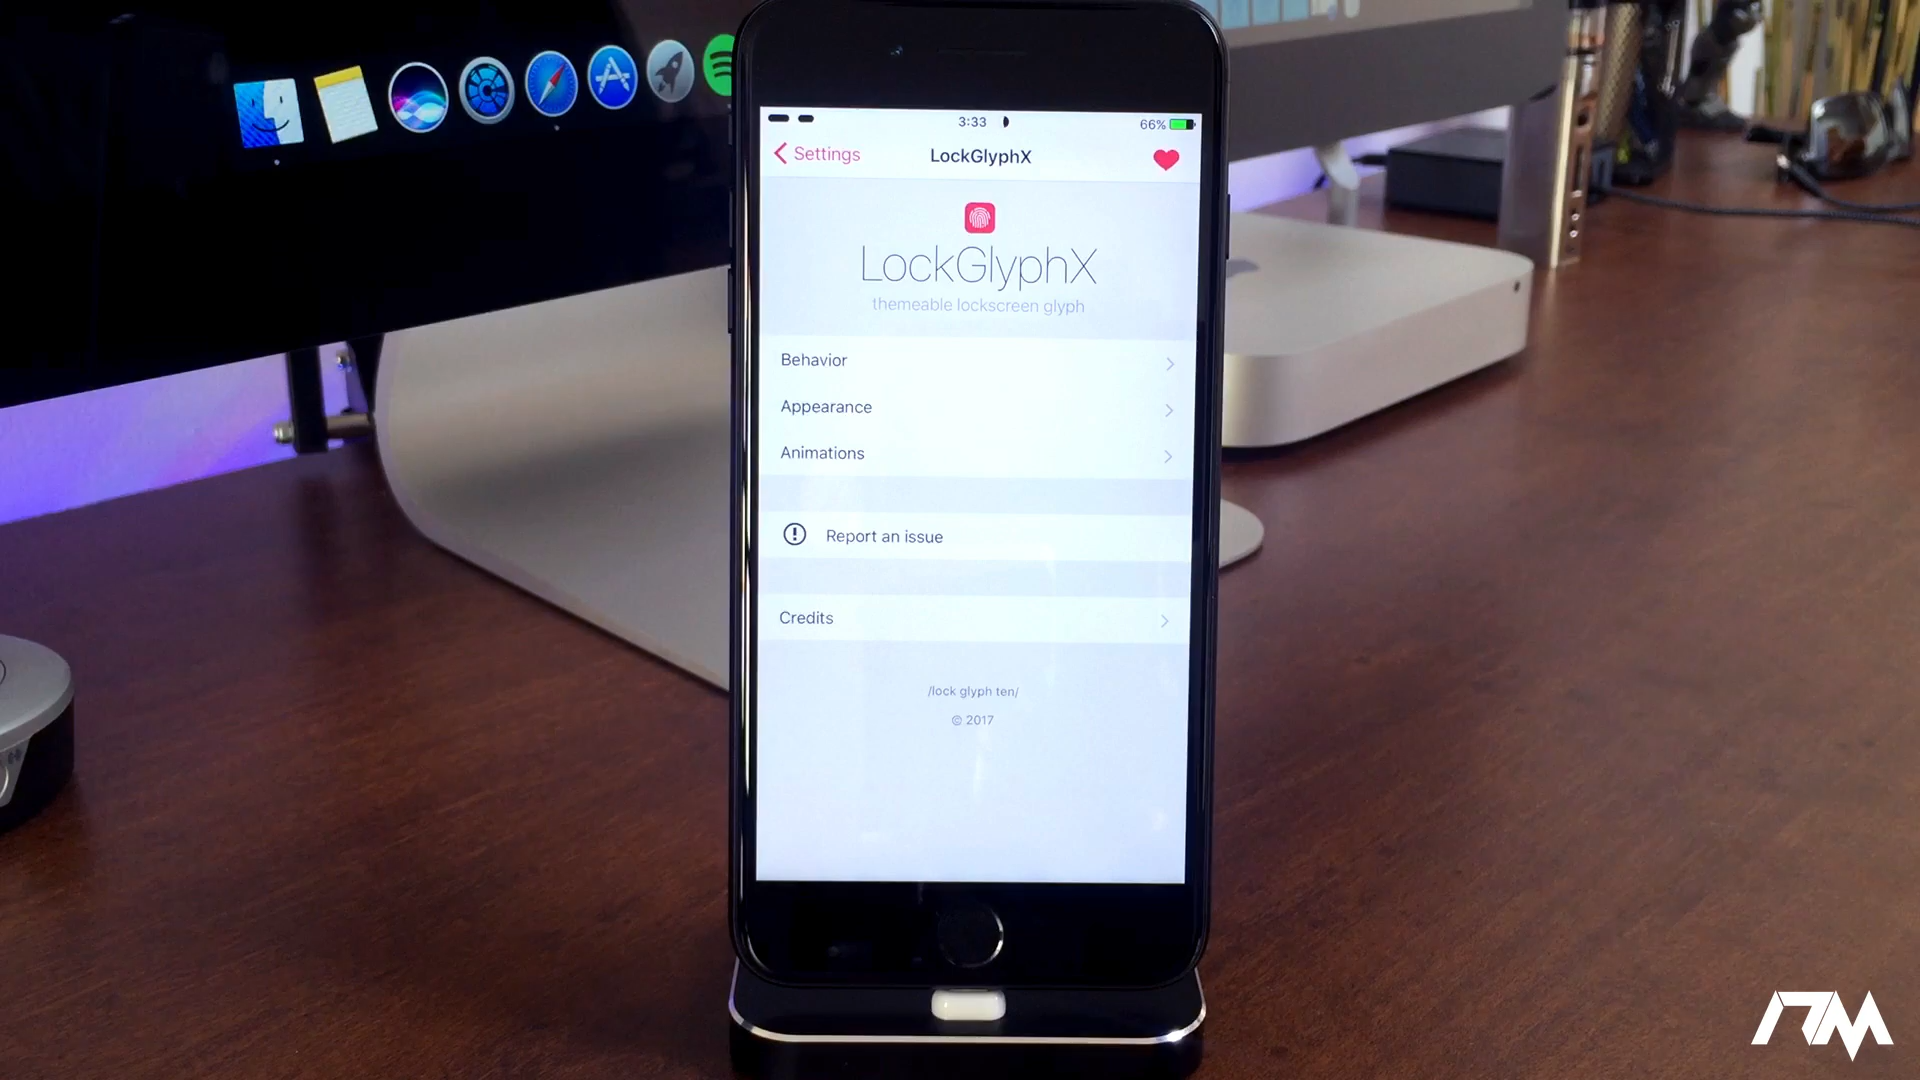 3:33
66%
Settings
LockGlyphX
LockGlyphX
themeable lockscreen glyph
Behavior
Appearance
Animations
Report an issue
Credits
/lock glyph ten/
© 2017